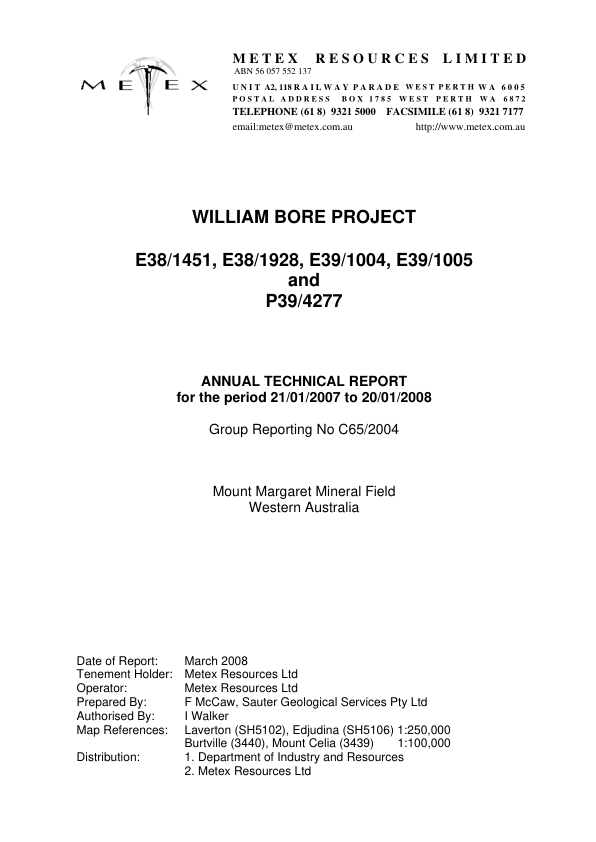 METEX
METEX RESOURCES LIMITED
ABN 56 057 552 137
UNIT A2, 118 RAILWAY PARADE WEST PERTH WA 6005
POSTAL ADDRESS BOX 1785 WEST PERTH WA 6872
TELEPHONE (61 8) 9321 5000 FACSIMILE (61 8) 9321 7177
email:metex@metex.com.au http://www.metex.com.au
WILLIAM BORE PROJECT
E38/1451, E38/1928, E39/1004, E39/1005
and
P39/4277
ANNUAL TECHNICAL REPORT
for the period 21/01/2007 to 20/01/2008
Group Reporting No C65/2004
Mount Margaret Mineral Field
Western Australia
Date of Report: March 2008
Tenement Holder: Metex Resources Ltd
Operator: Metex Resources Ltd
Prepared By: F McCaw, Sauter Geological Services Pty Ltd
Authorised By: I Walker
Map References: Laverton (SH5102), Edjudina (SH5106) 1:250,000
Burtville (3440), Mount Celia (3439) 1:100,000
Distribution: 1. Department of Industry and Resources
2. Metex Resources Ltd